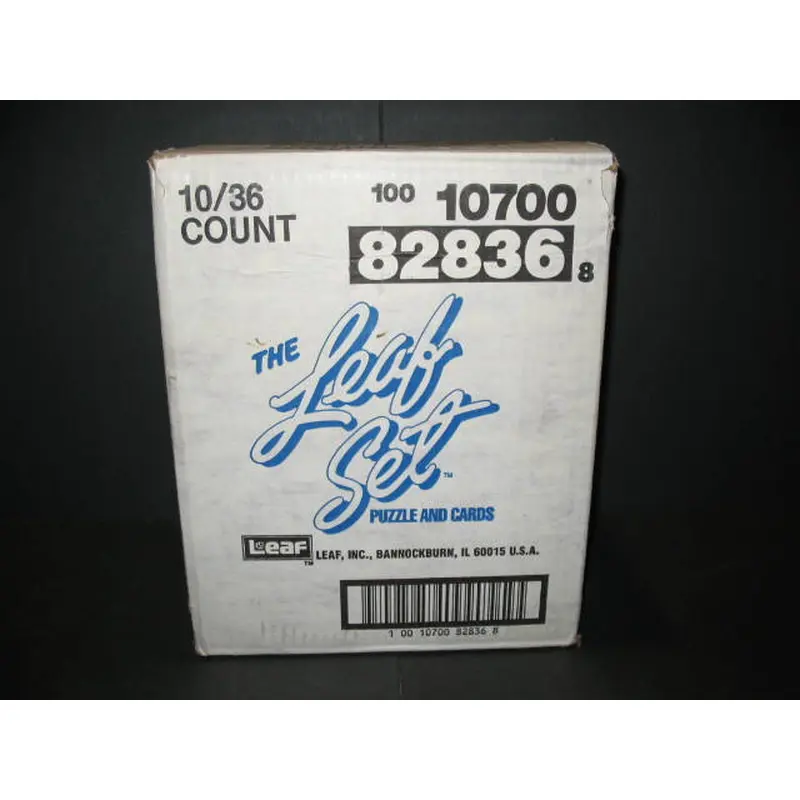 10/36
COUNT
100 10700
82836 8
THE
Leaf
Set™
PUZZLE AND CARDS
Leaf™ LEAF, INC., BANNOCKBURN, IL 60015 U.S.A.
1 00 10700 82836 8